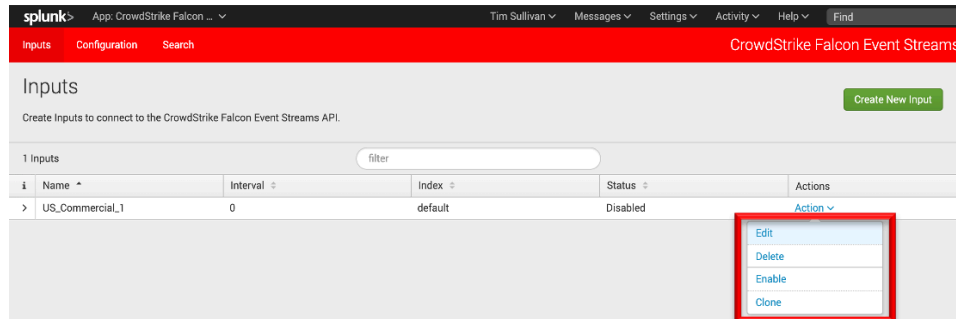 splunk> App: CrowdStrike Falcon ... Tim Sullivan Messages Settings Activity Help Find
Inputs Configuration Search CrowdStrike Falcon Event Streams
Inputs
Create New Input
Create Inputs to connect to the CrowdStrike Falcon Event Streams API.
1 Inputs filter
i Name Interval Index Status Actions
> US_Commercial_1 0 default Disabled Action
Edit
Delete
Enable
Clone